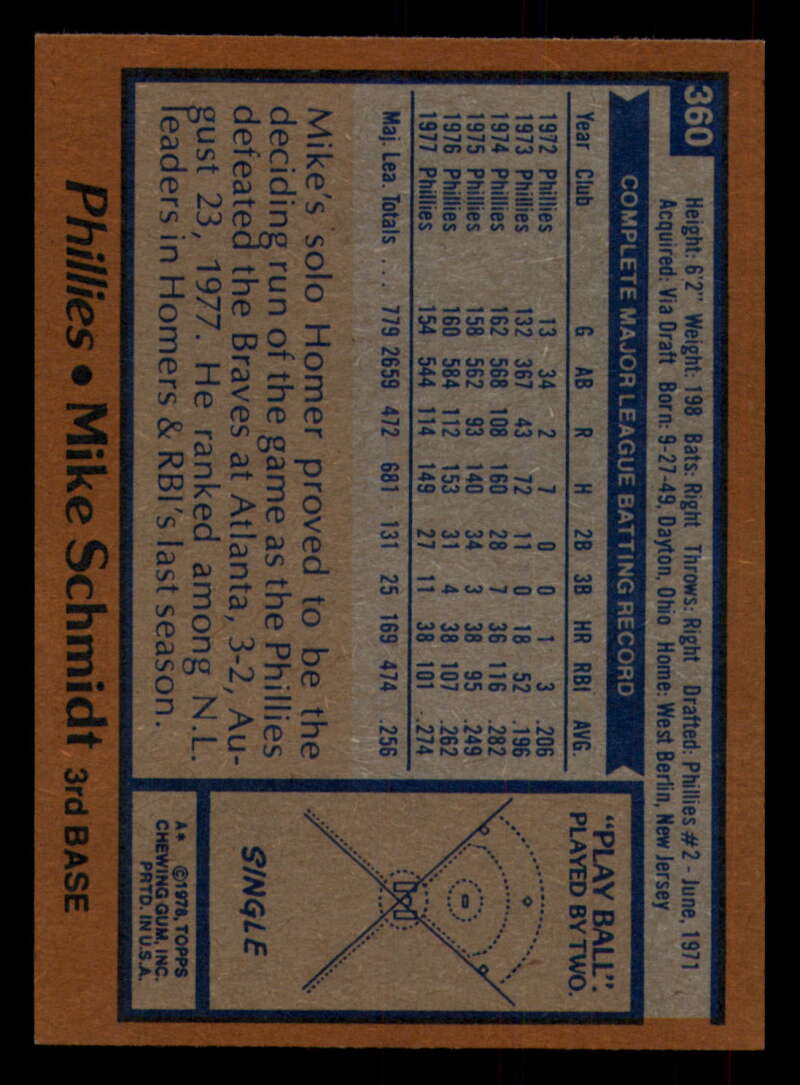 360
Height: 6'2" Weight: 198 Bats: Right Throws: Right Drafted: Phillies #2 - June, 1971
Acquired: Via Draft Born: 9-27-49, Dayton, Ohio Home: West Berlin, New Jersey
COMPLETE MAJOR LEAGUE BATTING RECORD
Year Club G AB R H 2B 3B HR RBI AVG.
1972 Phillies 13 34 2 7 0 0 1 3 .206
1973 Phillies 132 367 43 72 11 0 18 52 .196
1974 Phillies 162 568 108 160 28 7 36 116 .282
1975 Phillies 158 562 93 140 34 3 38 95 .249
1976 Phillies 160 584 112 153 31 4 38 107 .262
1977 Phillies 154 544 114 149 27 11 38 101 .274
Maj. Lea. Totals ... 779 2659 472 681 131 25 169 474 .256
Mike's solo Homer proved to be the
deciding run of the game as the Phillies
defeated the Braves at Atlanta, 3-2, Au-
gust 23, 1977. He ranked among N.L.
leaders in Homers & RBI's last season.
"PLAY BALL":
PLAYED BY TWO.
SINGLE
A* ©1978, TOPPS
CHEWING GUM, INC.
PRTD. IN U.S.A.
Phillies • Mike Schmidt 3rd BASE